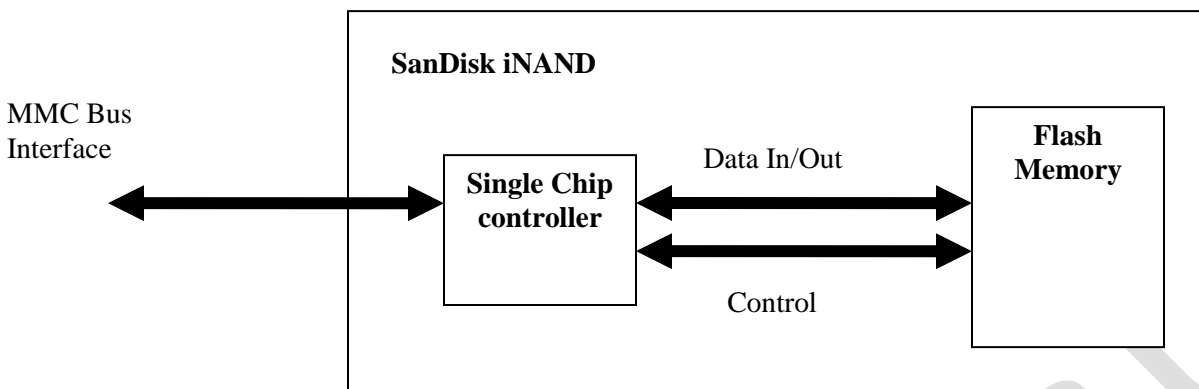 SanDisk iNAND
MMC Bus
Interface
Single Chip
controller
Data In/Out
Control
Flash
Memory